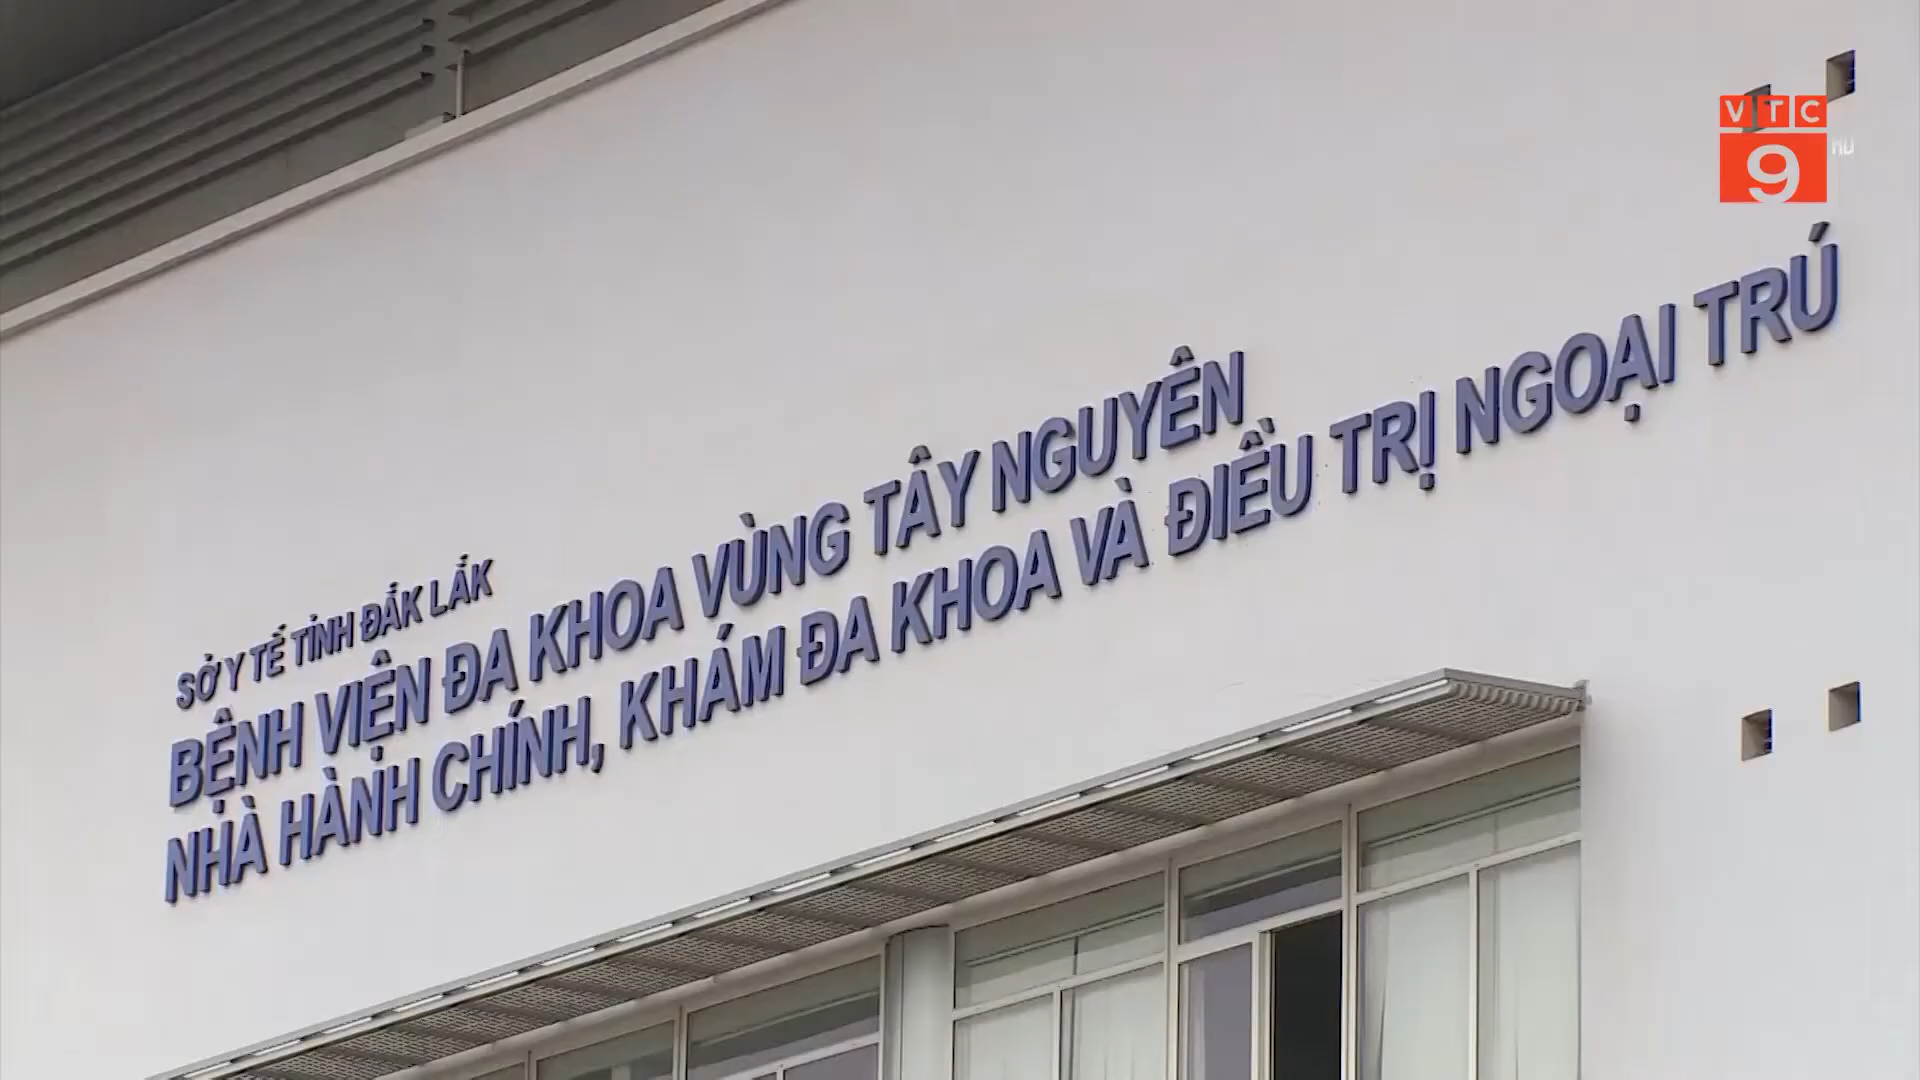 VTC
9
HD
SỞ Y TẾ TỈNH ĐẮK LẮK
BỆNH VIỆN ĐA KHOA VÙNG TÂY NGUYÊN
NHÀ HÀNH CHÍNH, KHÁM ĐA KHOA VÀ ĐIỀU TRỊ NGOẠI TRÚ